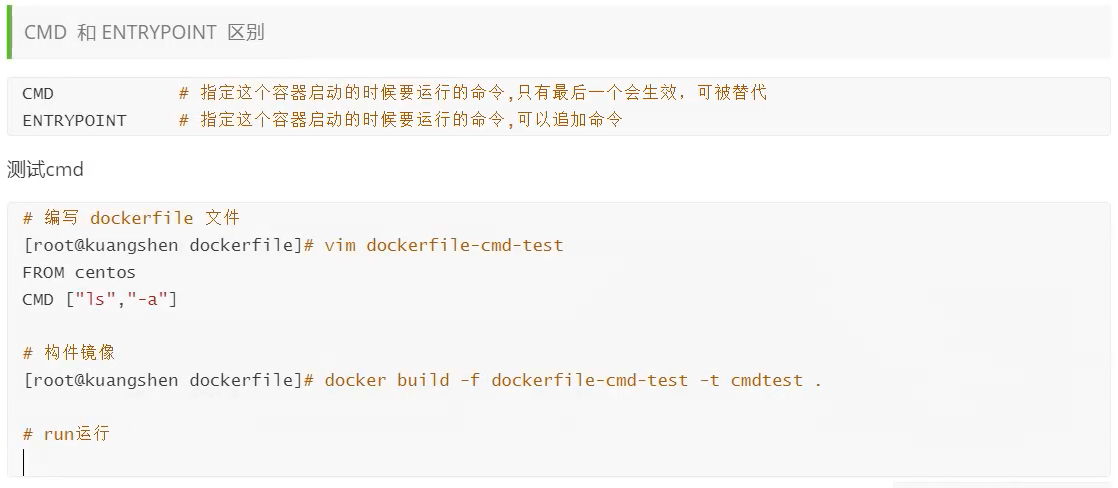 CMD 和 ENTRYPOINT 区别
CMD # 指定这个容器启动的时候要运行的命令,只有最后一个会生效，可被替代
ENTRYPOINT # 指定这个容器启动的时候要运行的命令,可以追加命令
测试cmd
# 编写 dockerfile 文件
[root@kuangshen dockerfile]# vim dockerfile-cmd-test
FROM centos
CMD ["ls","-a"]
# 构件镜像
[root@kuangshen dockerfile]# docker build -f dockerfile-cmd-test -t cmdtest .
# run运行